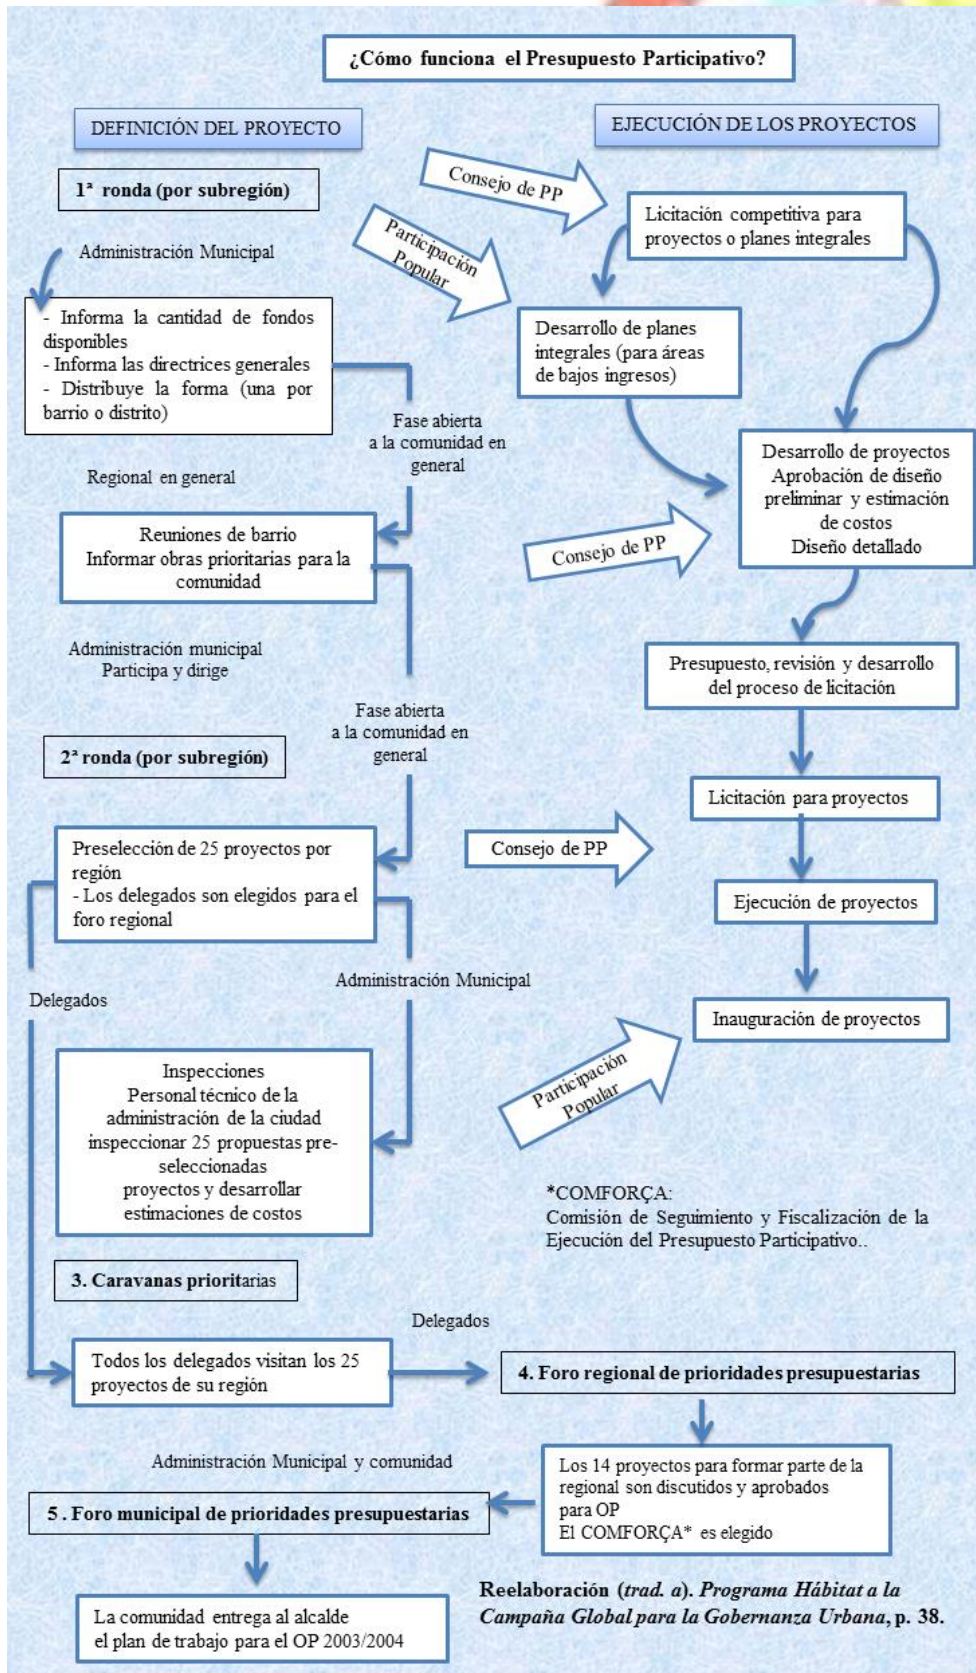 ¿Cómo funciona el Presupuesto Participativo?
DEFINICIÓN DEL PROYECTO
1ª ronda (por subregión)
Administración Municipal
- Informa la cantidad de fondos
disponibles
- Informa las directrices generales
- Distribuye la forma (una por
barrio o distrito)
Fase abierta
a la comunidad en
general
Regional en general
Reuniones de barrio
Informar obras prioritarias para la
comunidad
Administración municipal
Participa y dirige
Fase abierta
a la comunidad en
general
2ª ronda (por subregión)
Preselección de 25 proyectos por
región
- Los delegados son elegidos para el
foro regional
Administración Municipal
Delegados
Inspecciones
Personal técnico de la
administración de la ciudad
inspeccionar 25 propuestas pre-
seleccionadas
proyectos y desarrollar
estimaciones de costos
3. Caravanas prioritarias
Delegados
Todos los delegados visitan los 25
proyectos de su región
4. Foro regional de prioridades presupuestarias
Los 14 proyectos para formar parte de la
regional son discutidos y aprobados
para OP
El COMFORÇA* es elegido
Administración Municipal y comunidad
5 . Foro municipal de prioridades presupuestarias
La comunidad entrega al alcalde
el plan de trabajo para el OP 2003/2004
EJECUCIÓN DE LOS PROYECTOS
Consejo de PP
Licitación competitiva para
proyectos o planes integrales
Participación
Popular
Desarrollo de planes
integrales (para áreas
de bajos ingresos)
Desarrollo de proyectos
Aprobación de diseño
preliminar y estimación
de costos
Diseño detallado
Consejo de PP
Presupuesto, revisión y desarrollo
del proceso de licitación
Licitación para proyectos
Consejo de PP
Ejecución de proyectos
Inauguración de proyectos
Participación
Popular
*COMFORÇA:
Comisión de Seguimiento y Fiscalización de la
Ejecución del Presupuesto Participativo..
Reelaboración (trad. a). Programa Hábitat a la
Campaña Global para la Gobernanza Urbana, p. 38.